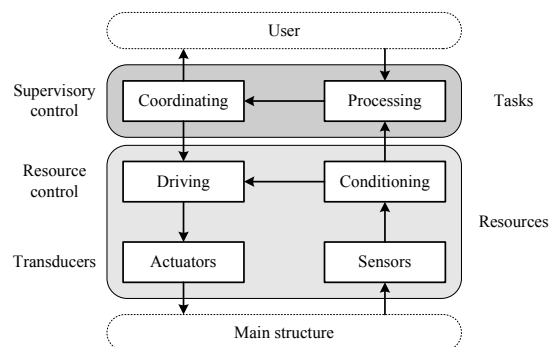 User
Supervisory
control
Coordinating
Processing
Tasks
Resource
control
Driving
Conditioning
Resources
Transducers
Actuators
Sensors
Main structure